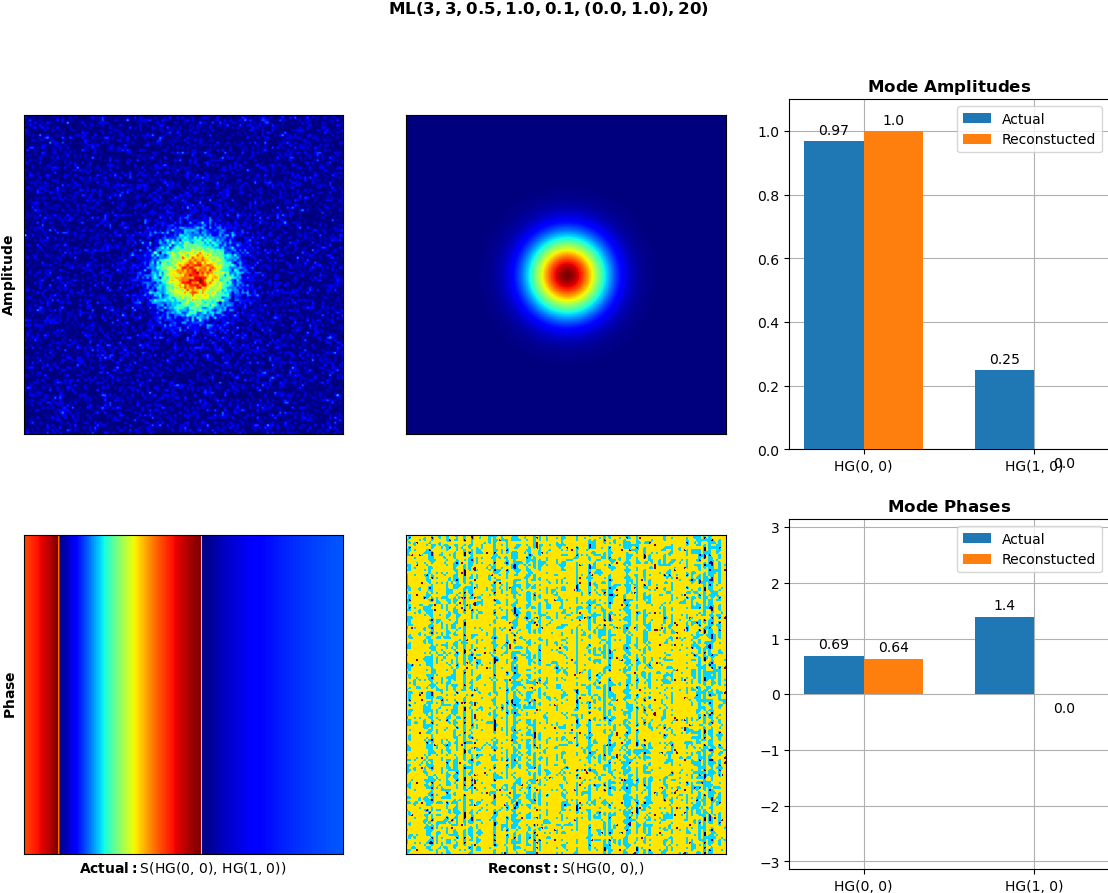 ML(3, 3, 0.5, 1.0, 0.1, (0.0, 1.0), 20)
Amplitude
Mode Amplitudes
Actual
Reconstucted
0.97
1.0
0.25
0.0
1.0
0.8
0.6
0.4
0.2
0.0
HG(0, 0)
HG(1, 0)
Phase
Actual: S(HG(0, 0), HG(1, 0))
Reconst: S(HG(0, 0),)
Mode Phases
Actual
Reconstucted
0.69
0.64
1.4
0.0
3
2
1
0
−1
−2
−3
HG(0, 0)
HG(1, 0)